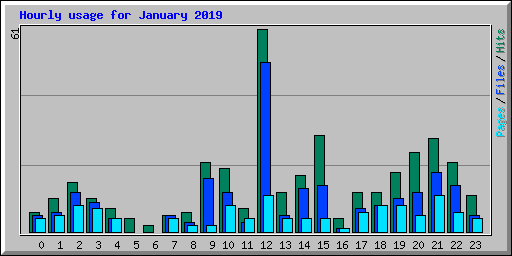 Hourly usage for January 2019
61
Pages/Files/Hits
0 1 2 3 4 5 6 7 8 9 10 11 12 13 14 15 16 17 18 19 20 21 22 23